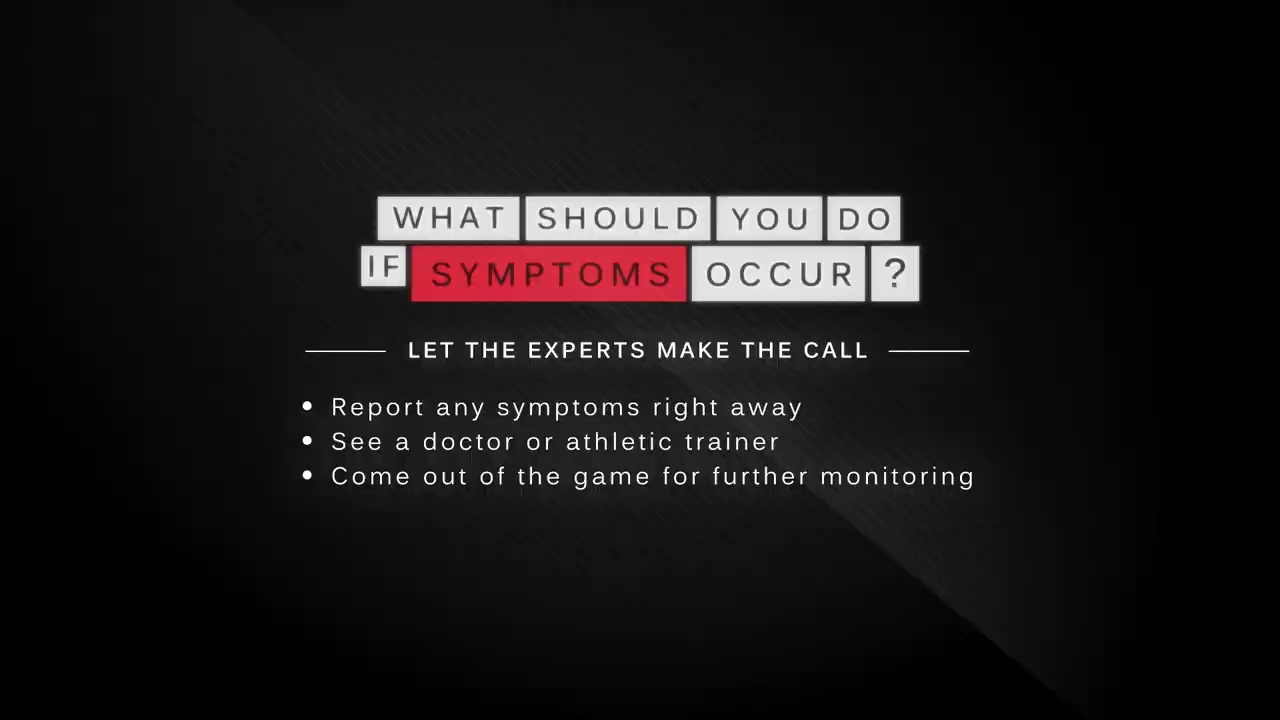 WHAT SHOULD YOU DO
IF SYMPTOMS OCCUR ?
LET THE EXPERTS MAKE THE CALL
• Report any symptoms right away
• See a doctor or athletic trainer
• Come out of the game for further monitoring